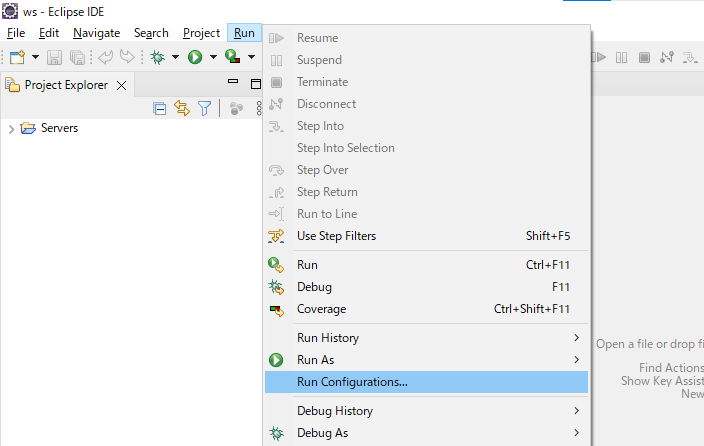 ws - Eclipse IDE
File Edit Navigate Search Project Run
Project Explorer
Servers
Resume
Suspend
Terminate
Disconnect
Step Into
Step Into Selection
Step Over
Step Return
Run to Line
Use Step Filters Shift+F5
Run Ctrl+F11
Debug F11
Coverage Ctrl+Shift+F11
Run History
Run As
Run Configurations...
Debug History
Debug As
Open a file or drop fi
Find Actions
Show Key Assist
New